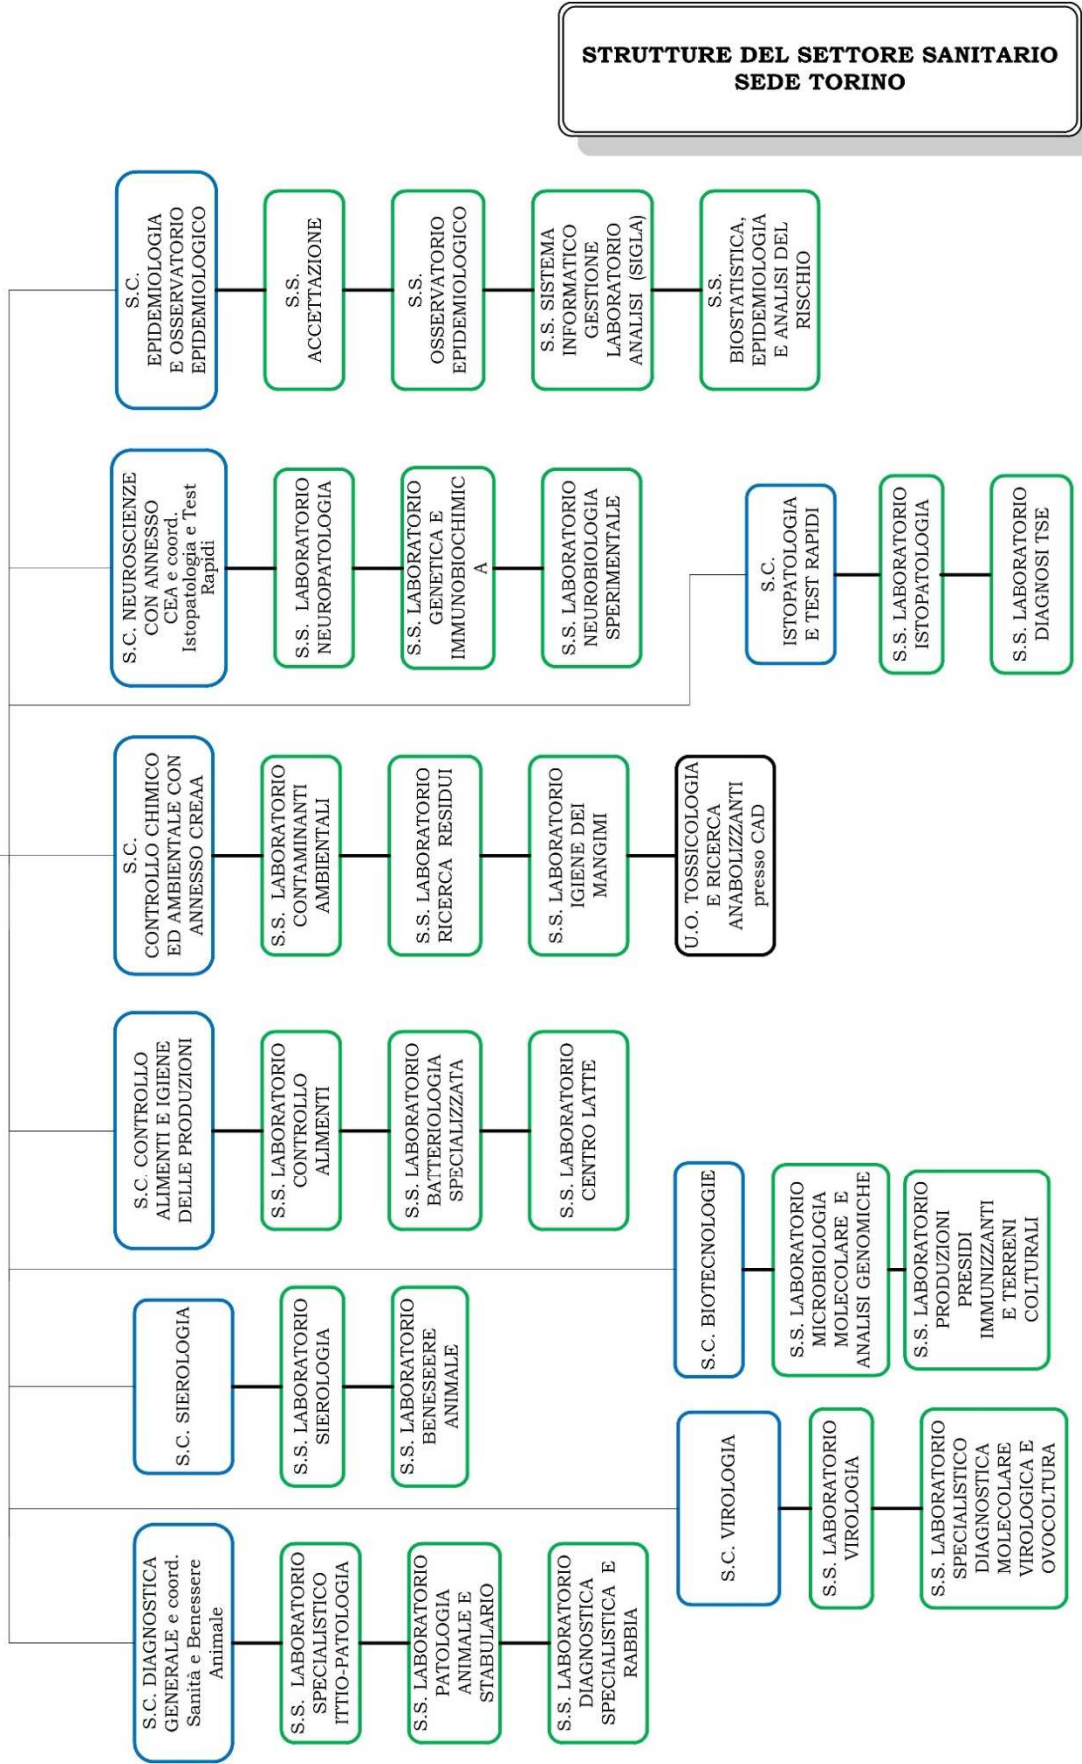 STRUTTURE DEL SETTORE SANITARIO
SEDE TORINO
S.C. DIAGNOSTICA
GENERALE e coord.
Sanità e Benessere
Animale
S.S. LABORATORIO
SPECIALISTICO
ITTIO-PATOLOGIA
S.S. LABORATORIO
PATOLOGIA
ANIMALE E
STABULARIO
S.S. LABORATORIO
DIAGNOSTICA
SPECIALISTICA E
RABBIA
S.C. VIROLOGIA
S.S. LABORATORIO
VIROLOGIA
S.S. LABORATORIO
SPECIALISTICO
DIAGNOSTICA
MOLECOLARE
VIROLOGICA E
OVOCOLTURA
S.C. SIEROLOGIA
S.S. LABORATORIO
SIEROLOGIA
S.S. LABORATORIO
BENESEERE
ANIMALE
S.C. BIOTECNOLOGIE
S.S. LABORATORIO
MICROBIOLOGIA
MOLECOLARE E
ANALISI GENOMICHE
S.S. LABORATORIO
PRODUZIONI
PRESIDI
IMMUNIZZANTI
E TERRENI
COLTURALI
S.C. CONTROLLO
ALIMENTI E IGIENE
DELLE PRODUZIONI
S.S. LABORATORIO
CONTROLLO
ALIMENTI
S.S. LABORATORIO
BATTERIOLOGIA
SPECIALIZZATA
S.S. LABORATORIO
CENTRO LATTE
S.C.
CONTROLLO CHIMICO
ED AMBIENTALE CON
ANNESSO CREAA
S.S. LABORATORIO
CONTAMINANTI
AMBIENTALI
S.S. LABORATORIO
RICERCA RESIDUI
S.S. LABORATORIO
IGIENE DEI
MANGIMI
U.O. TOSSICOLOGIA
E RICERCA
ANABOLIZZANTI
presso CAD
S.C. NEUROSCIENZE
CON ANNESSO
CEA e coord.
Istopatologia e Test
Rapidi
S.S. LABORATORIO
NEUROPATOLOGIA
S.S. LABORATORIO
GENETICA E
IMMUNOBIOCHIMIC
A
S.S. LABORATORIO
NEUROBIOLOGIA
SPERIMENTALE
S.C.
ISTOPATOLOGIA
E TEST RAPIDI
S.S. LABORATORIO
ISTOPATOLOGIA
S.S. LABORATORIO
DIAGNOSI TSE
S.C.
EPIDEMIOLOGIA
E OSSERVATORIO
EPIDEMIOLOGICO
S.S.
ACCETTAZIONE
S.S.
OSSERVATORIO
EPIDEMIOLOGICO
S.S. SISTEMA
INFORMATICO
GESTIONE
LABORATORIO
ANALISI (SIGLA)
S.S.
BIOSTATISTICA,
EPIDEMIOLOGIA
E ANALISI DEL
RISCHIO